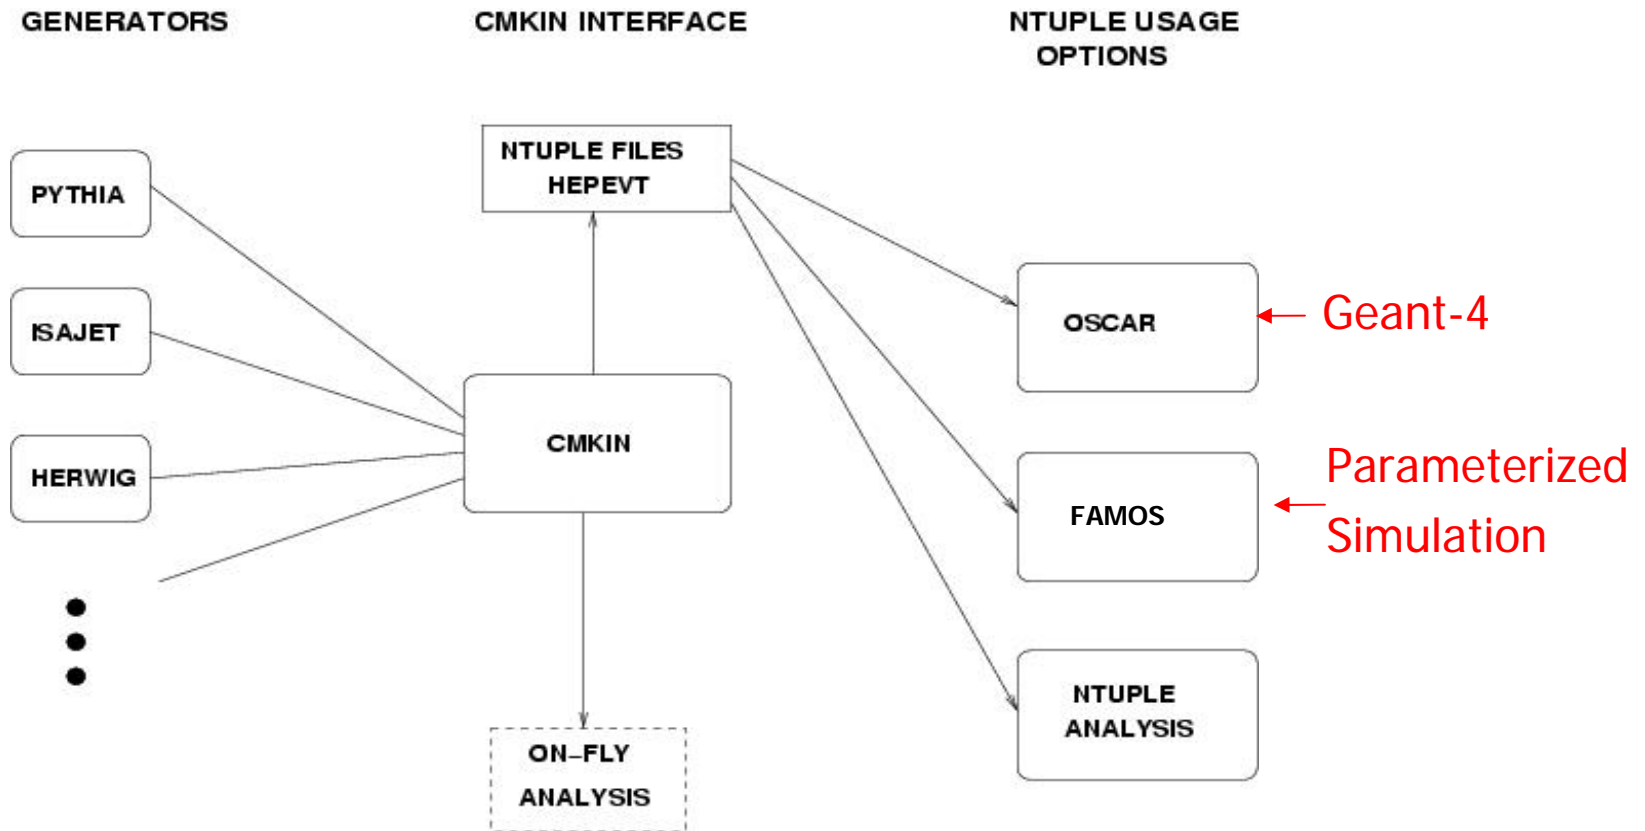 GENERATORS
CMKIN INTERFACE
NTUPLE USAGE
OPTIONS
NTUPLE FILES
HEPEVT
PYTHIA
ISAJET
HERWIG
CMKIN
ON–FLY
ANALYSIS
OSCAR
Geant-4
FAMOS
Parameterized
Simulation
NTUPLE
ANALYSIS